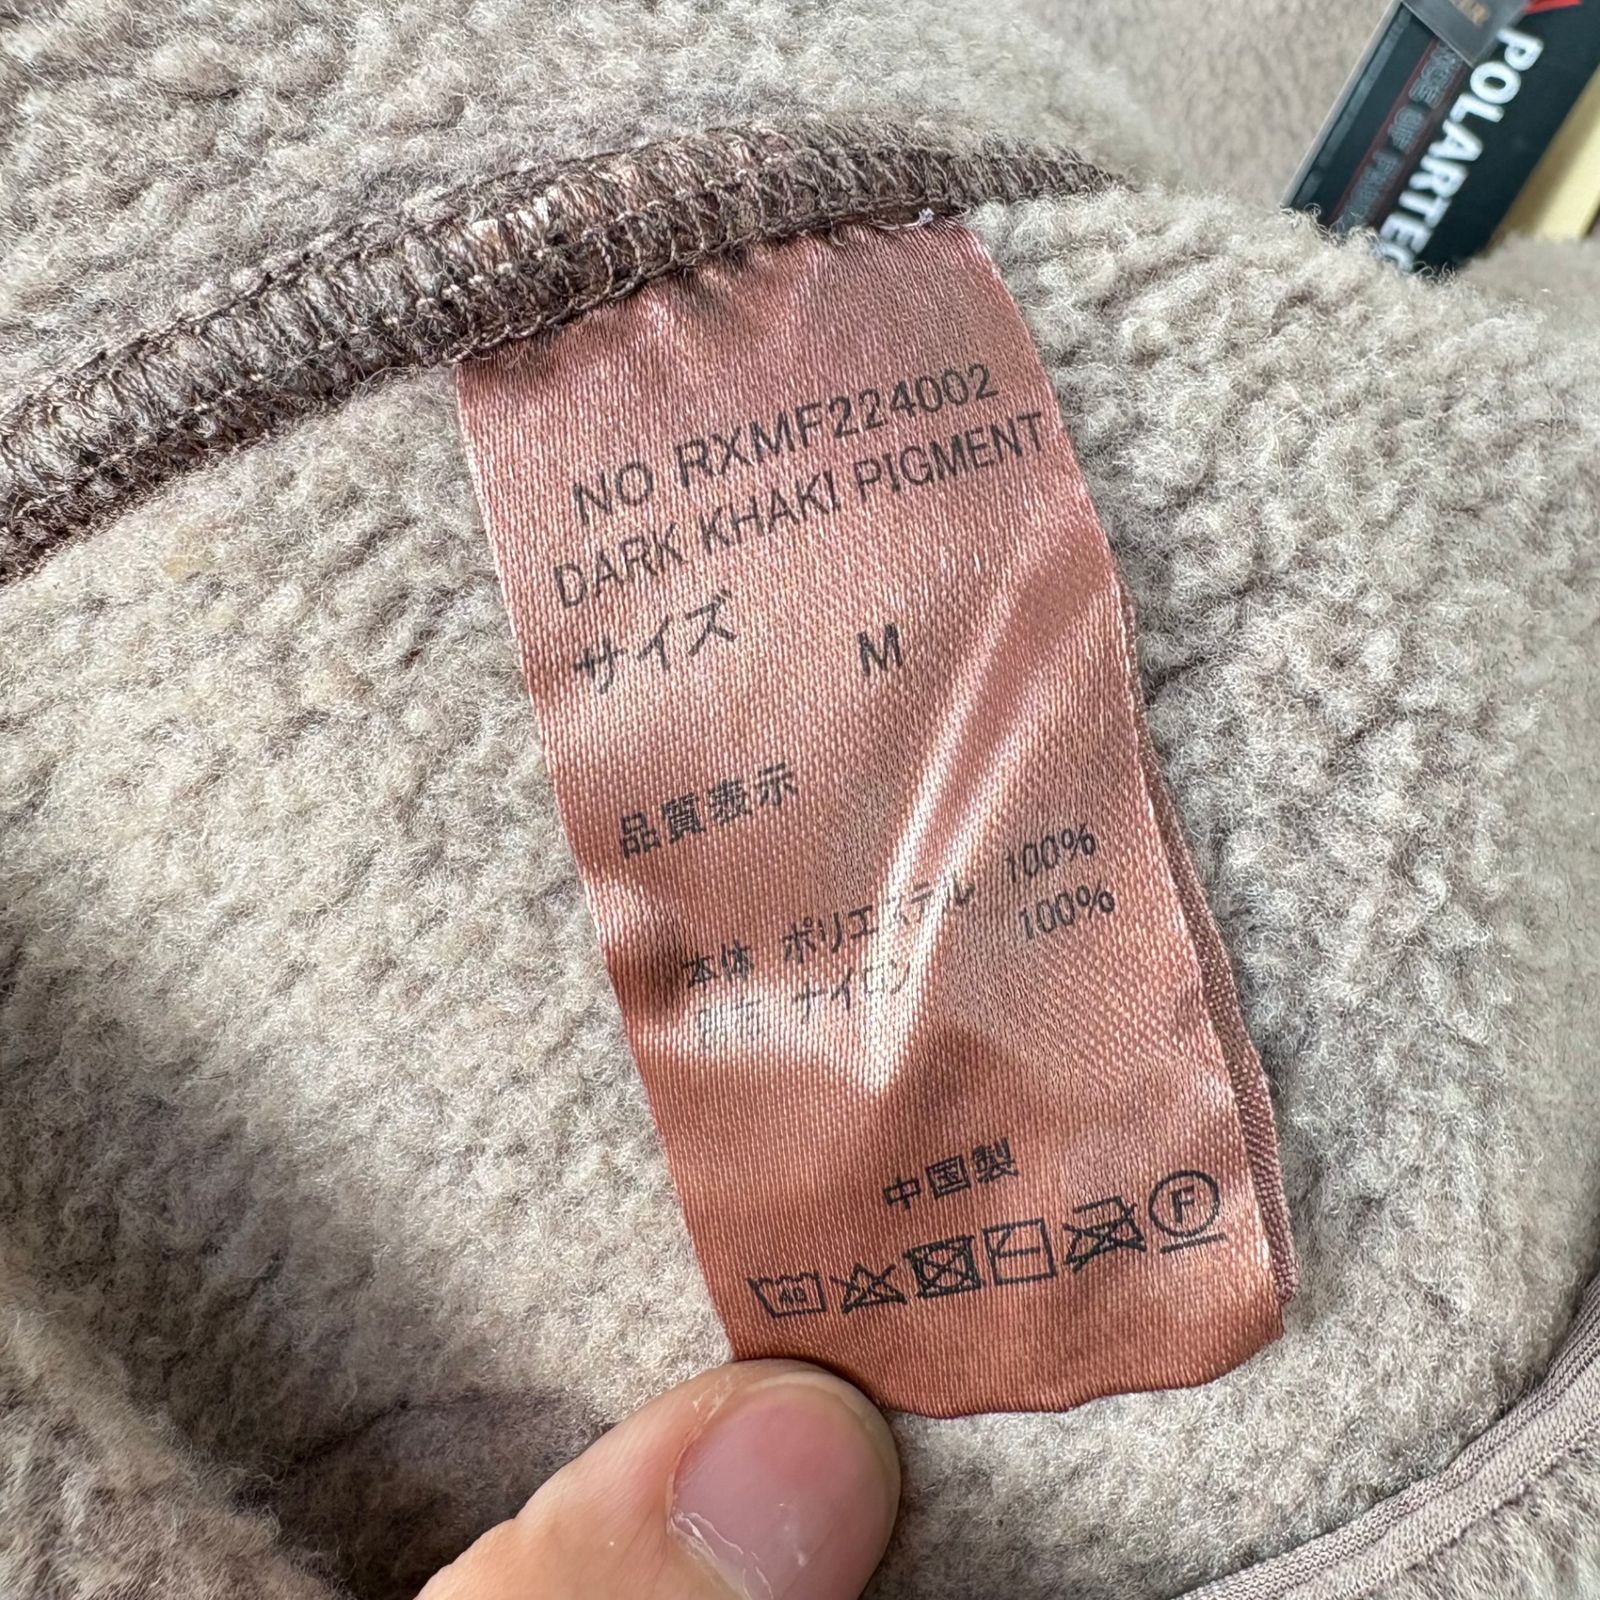 NO RXMF224002
DARK KHAKI PIGMENT
サイズ M
品質表示
本体 ポリエステル 100%
ナイロン 100%
中国製
40
F
POLARTEC